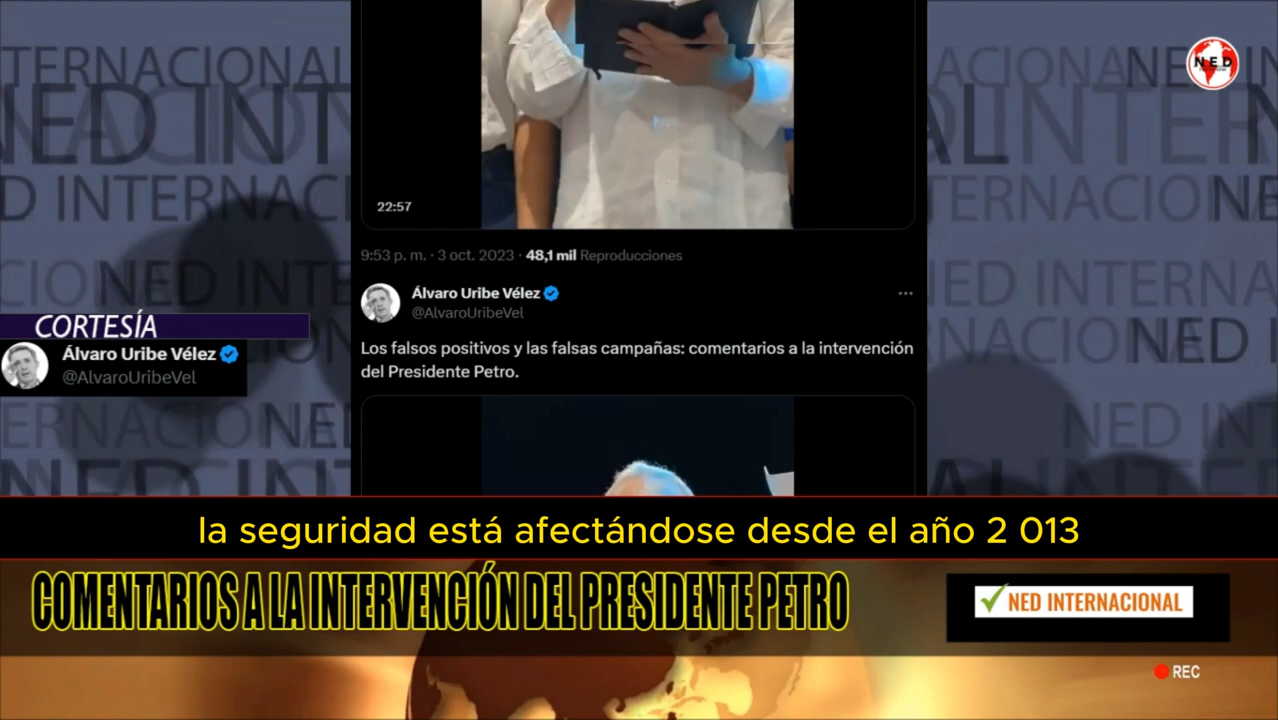 NED
22:57
9:53 p. m. · 3 oct. 2023 · 48,1 mil Reproducciones
Álvaro Uribe Vélez
@AlvaroUribeVel
Los falsos positivos y las falsas campañas: comentarios a la intervención
del Presidente Petro.
CORTESÍA
Álvaro Uribe Vélez
@AlvaroUribeVel
la seguridad está afectándose desde el año 2 013
COMENTARIOS A LA INTERVENCIÓN DEL PRESIDENTE PETRO
NED INTERNACIONAL
REC